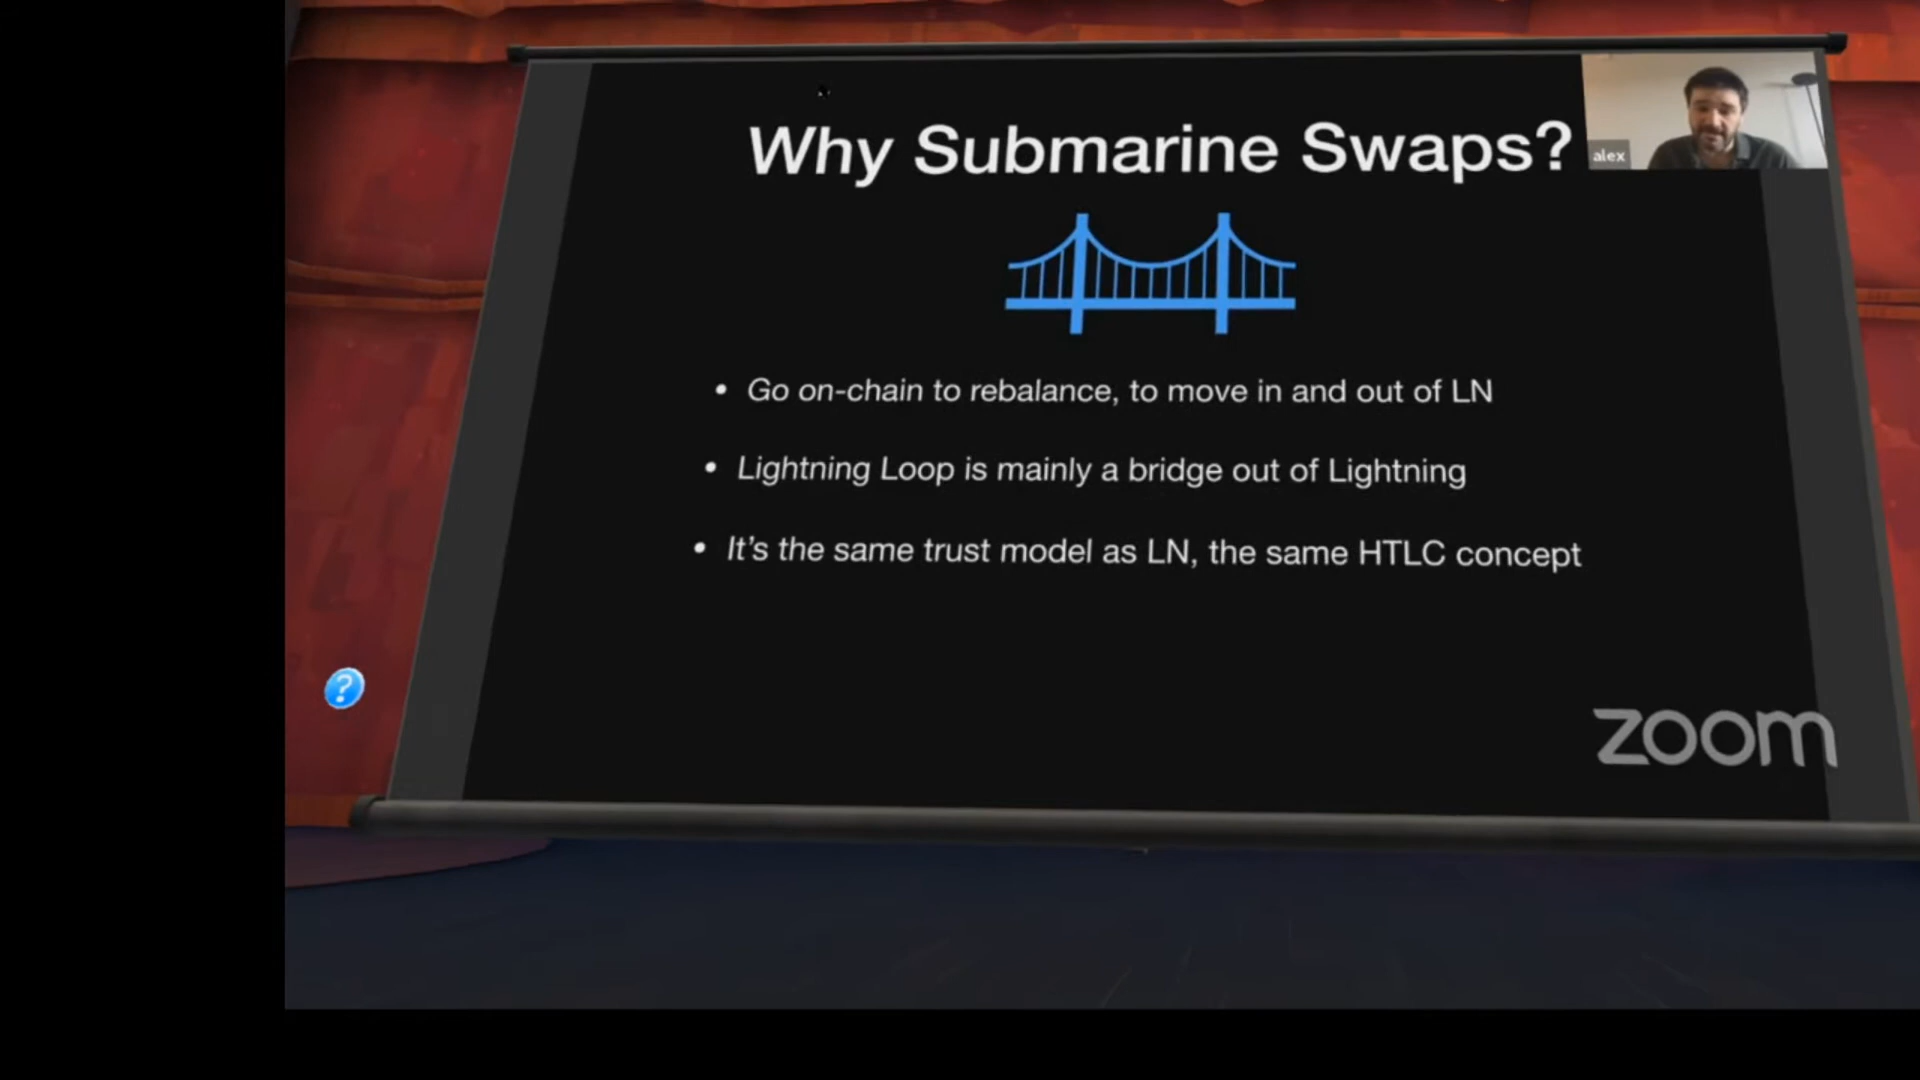 Why Submarine Swaps?
alex
• Go on-chain to rebalance, to move in and out of LN
• Lightning Loop is mainly a bridge out of Lightning
• It's the same trust model as LN, the same HTLC concept
?
zoom